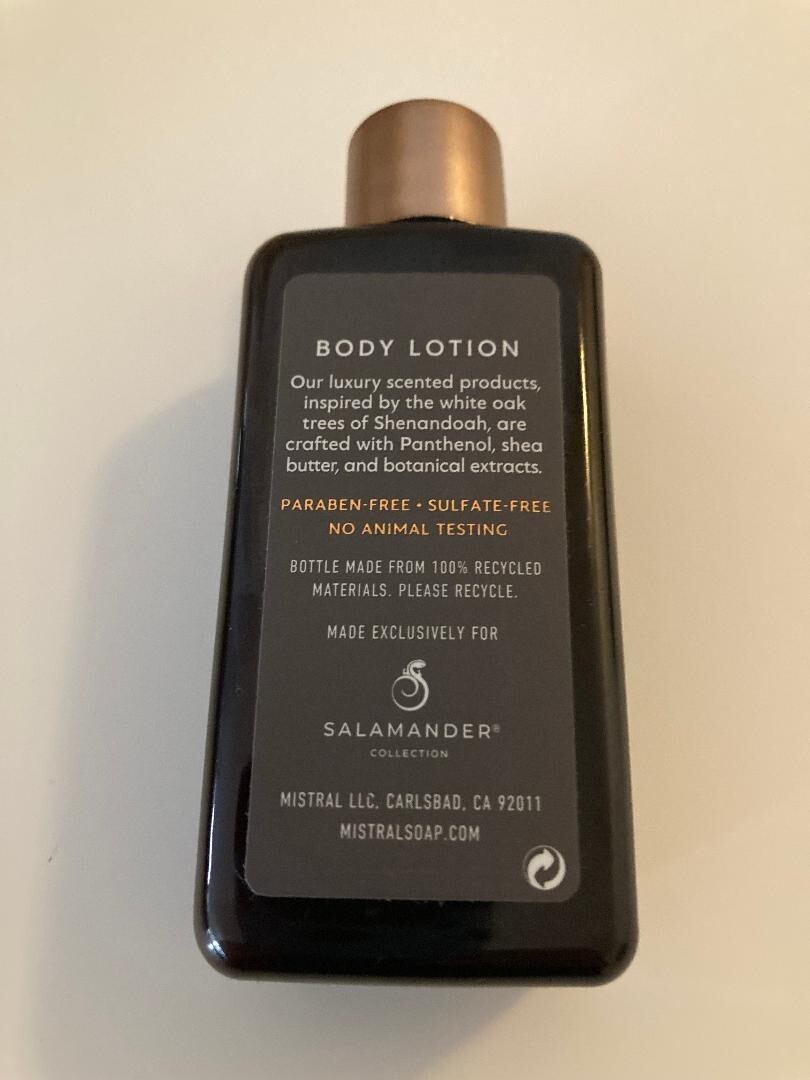 BODY LOTION
Our luxury scented products,
inspired by the white oak
trees of Shenandoah, are
crafted with Panthenol, shea
butter, and botanical extracts.
PARABEN-FREE • SULFATE-FREE
NO ANIMAL TESTING
BOTTLE MADE FROM 100% RECYCLED
MATERIALS. PLEASE RECYCLE.
MADE EXCLUSIVELY FOR
SALAMANDER®
COLLECTION
MISTRAL LLC, CARLSBAD, CA 92011
MISTRALSOAP.COM